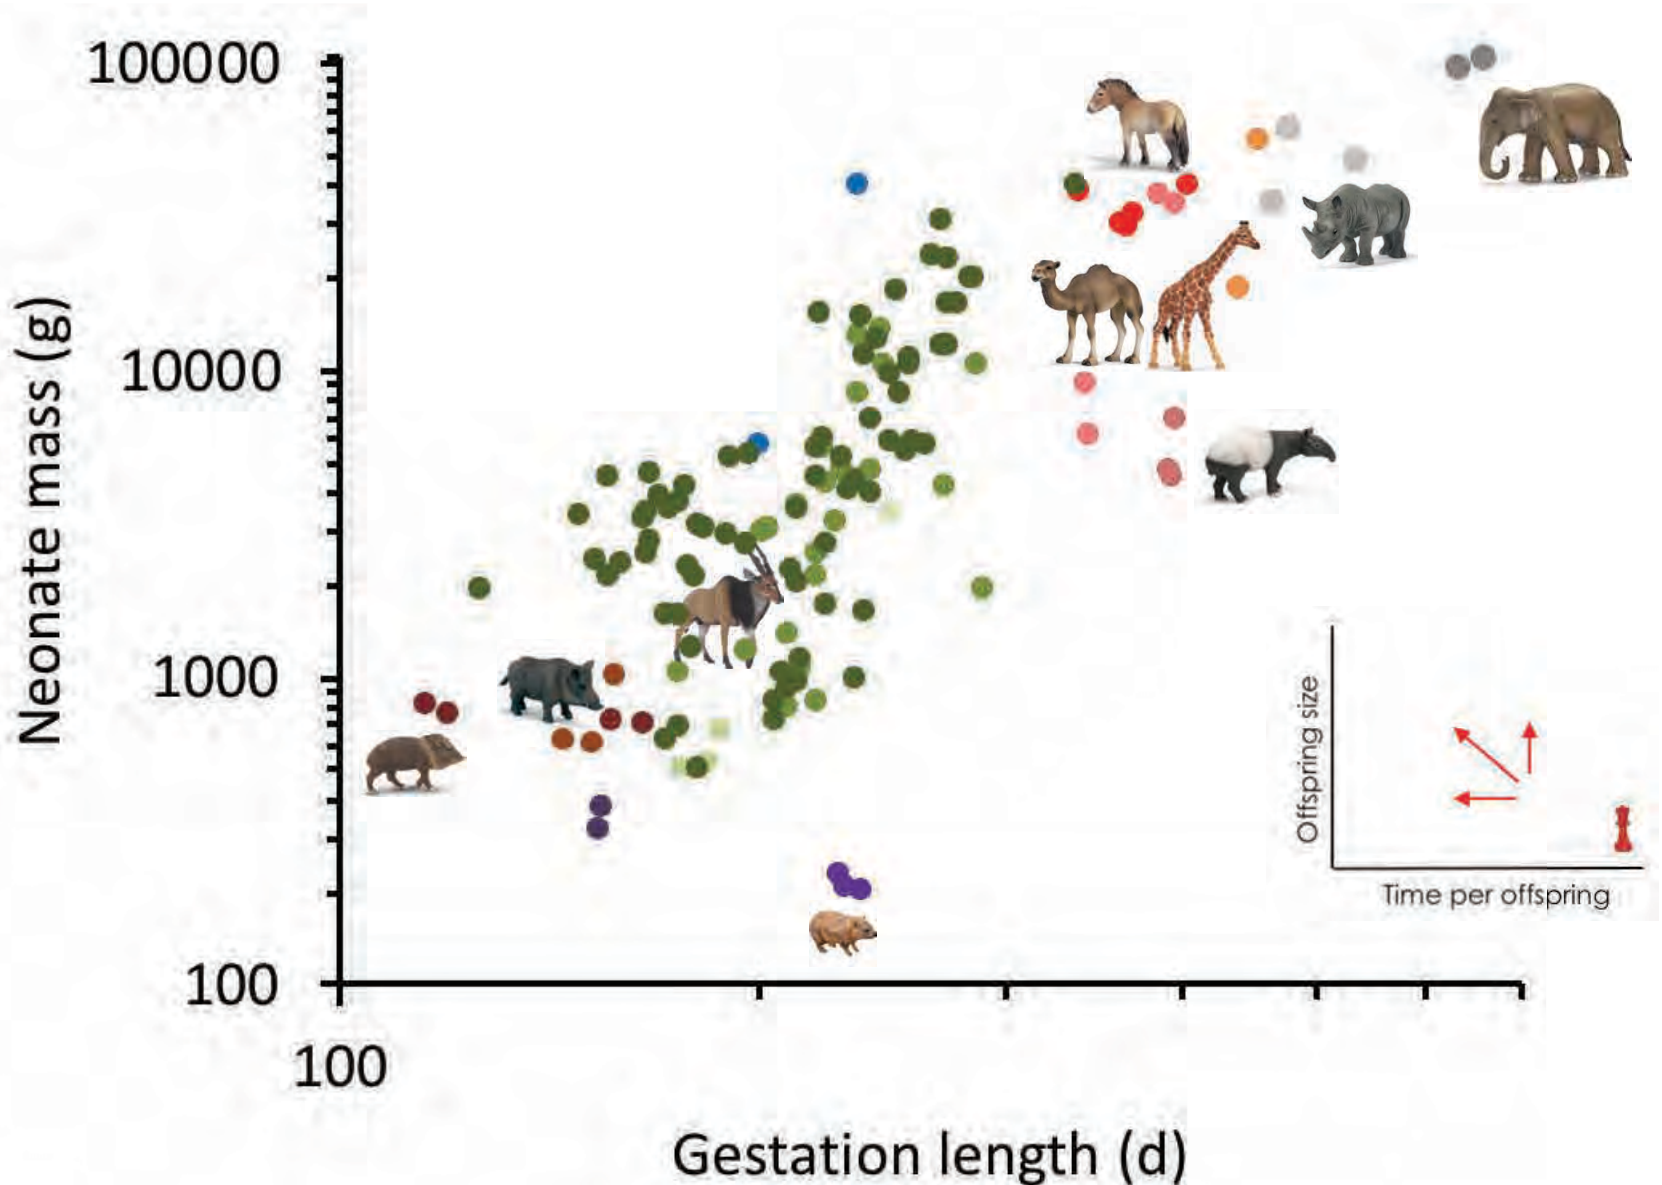 100000
10000
1000
100
100
Neonate mass (g)
Gestation length (d)
Offspring size
Time per offspring